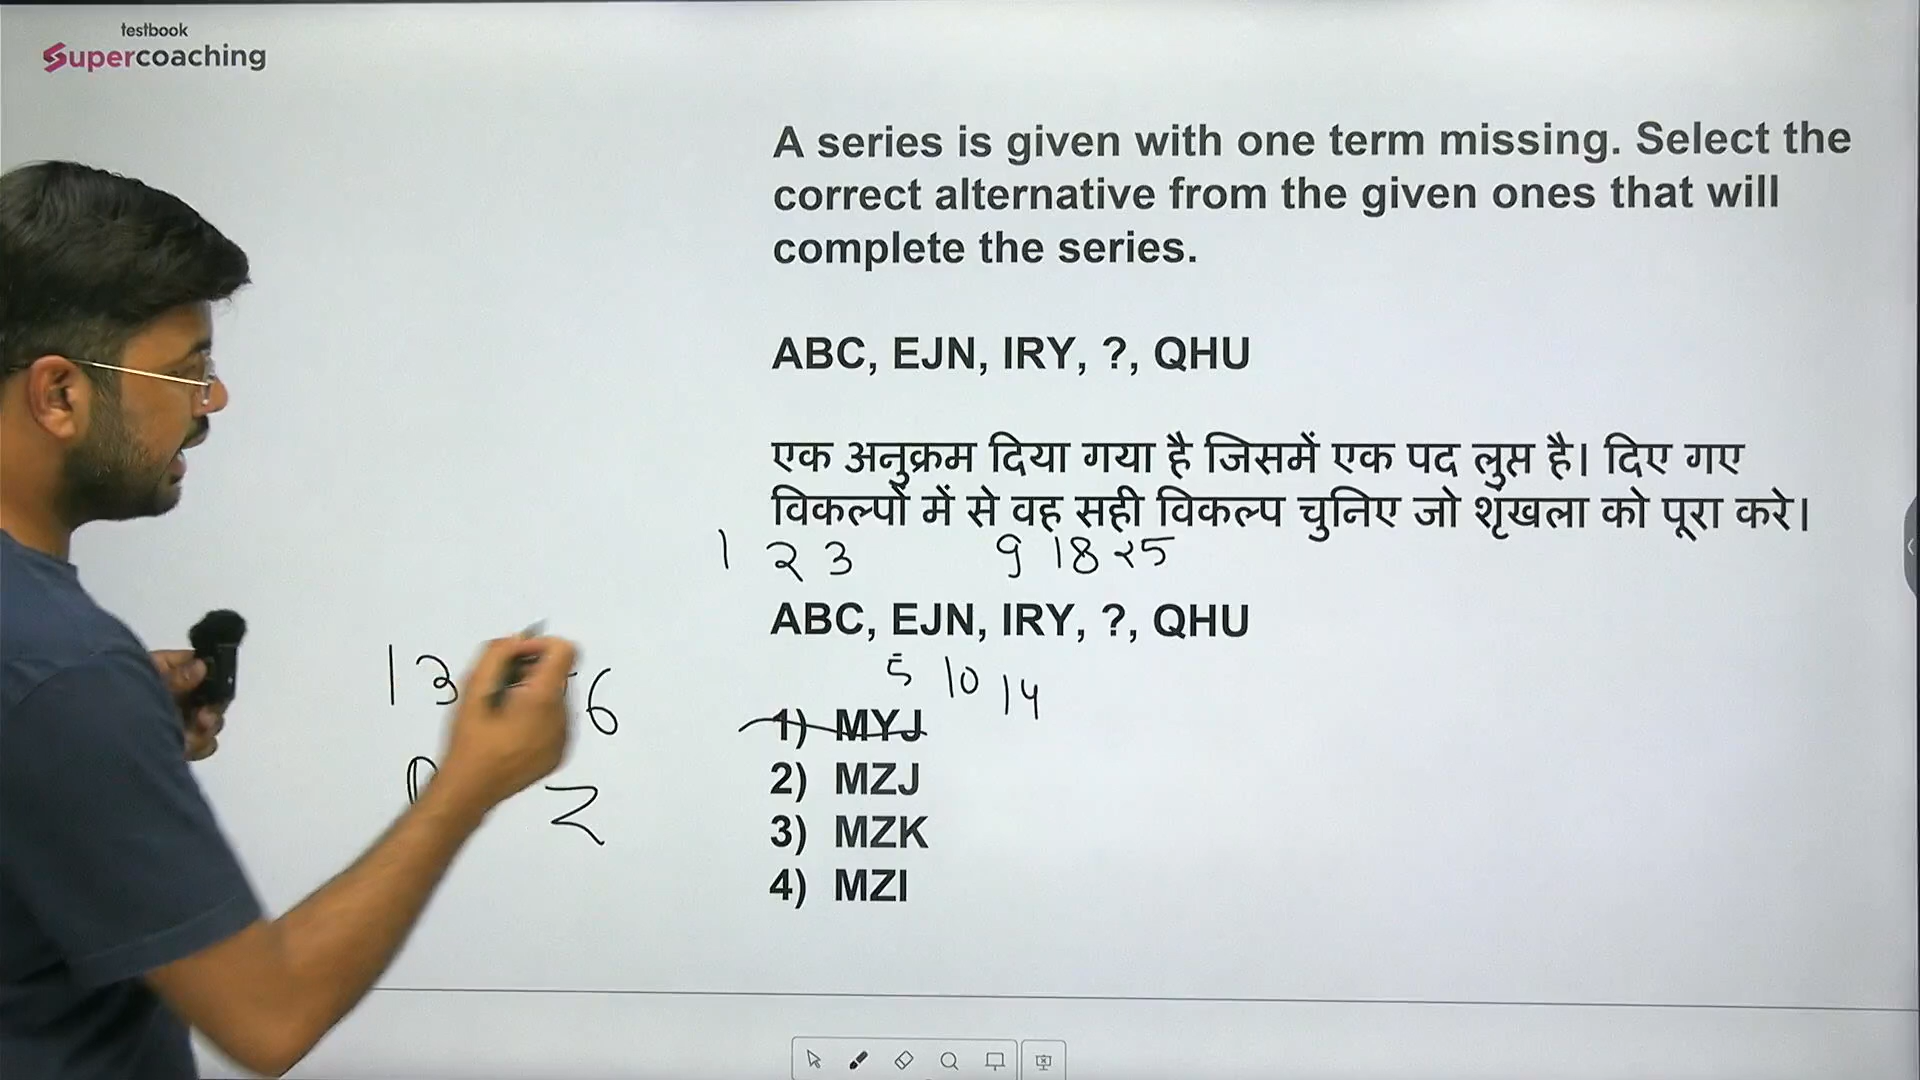 testbook
Supercoaching
A series is given with one term missing. Select the
correct alternative from the given ones that will
complete the series.
ABC, EJN, IRY, ?, QHU
एक अनुक्रम दिया गया है जिसमें एक पद लुप्त है। दिए गए
विकल्पों में से वह सही विकल्प चुनिए जो शृंखला को पूरा करे।
1 2 3 9 18 25
ABC, EJN, IRY, ?, QHU
5 10 14
13 6
1) MYJ
2) MZJ
Z
3) MZK
4) MZI